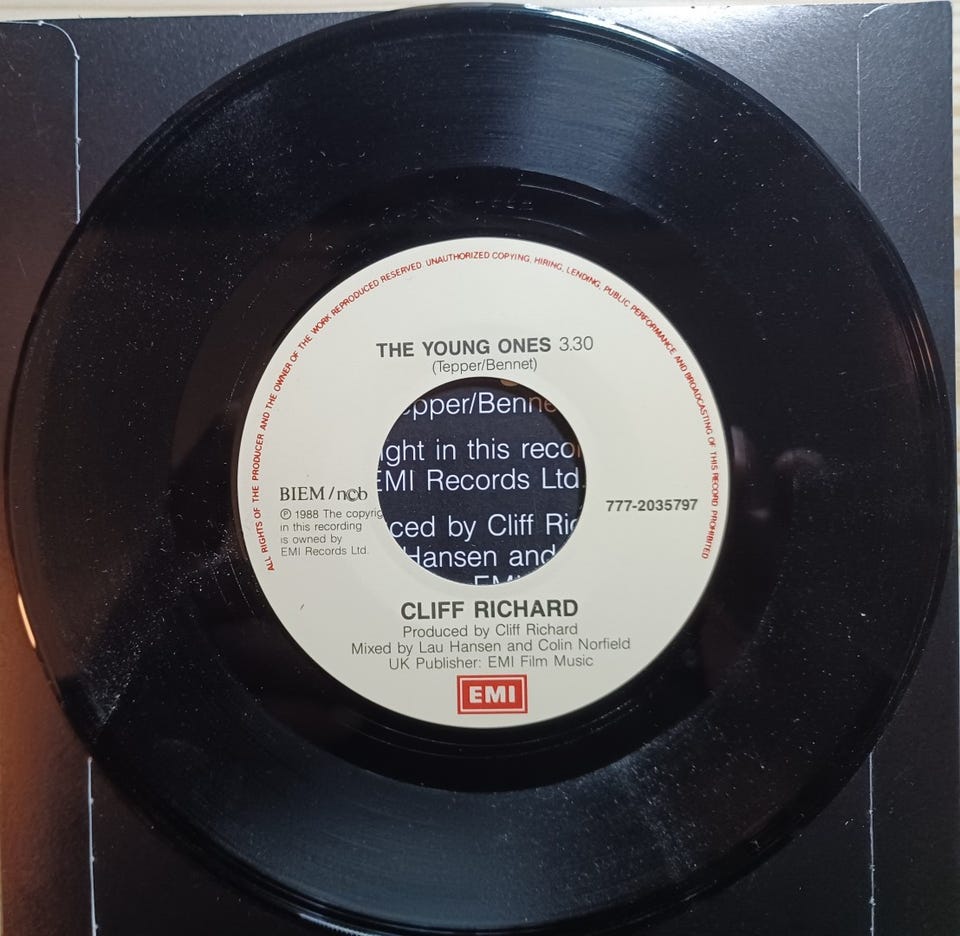 ALL RIGHTS OF THE PRODUCER AND THE OWNER OF THE WORK REPRODUCED RESERVED. UNAUTHORIZED COPYING, HIRING, LENDING, PUBLIC PERFORMANCE AND BROADCASTING OF THIS RECORD PROHIBITED
THE YOUNG ONES 3.30
(Tepper/Bennet)
epper/Benne
ight in this reco
EMI Records Ltd.
ced by Cliff Ric
Hansen and
EMI
BIEM/ncb
℗ 1988 The copyrig
in this recording
is owned by
EMI Records Ltd.
777-2035797
CLIFF RICHARD
Produced by Cliff Richard
Mixed by Lau Hansen and Colin Norfield
UK Publisher: EMI Film Music
EMI